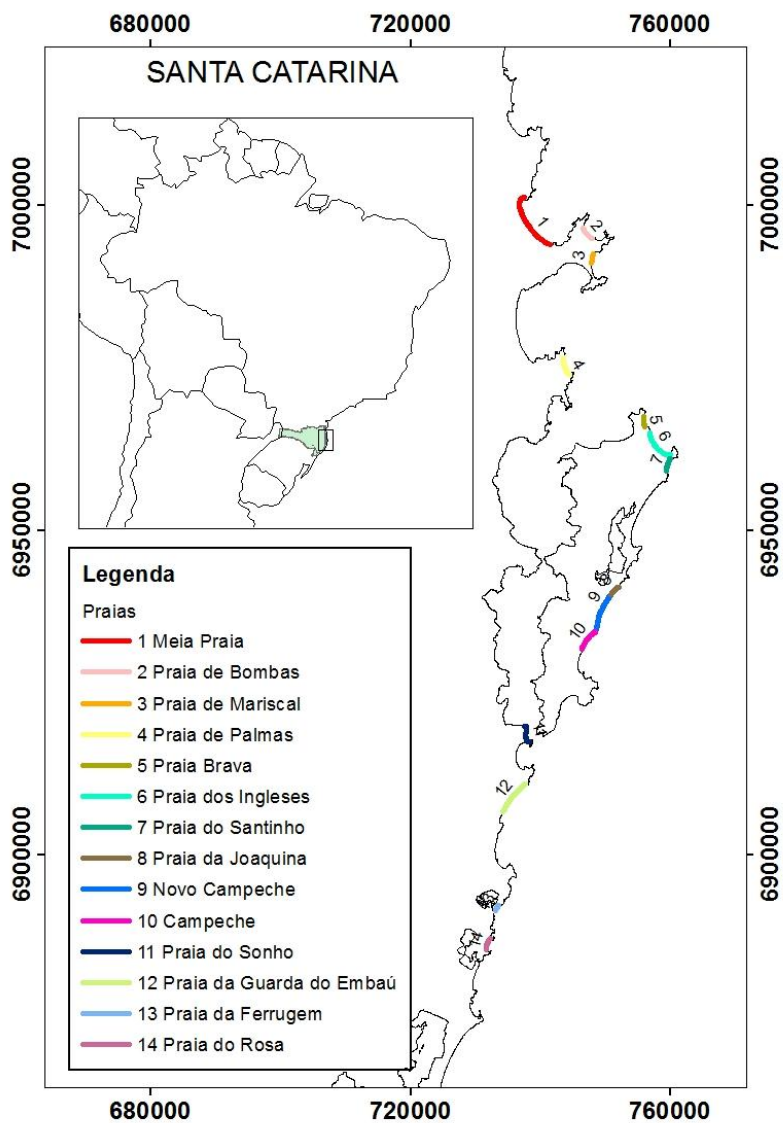 680000 720000 760000
SANTA CATARINA
7000000 7000000
1
2
3
4
5
6
7
6950000 6950000
8
9
10
Legenda
Praias
1 Meia Praia
2 Praia de Bombas
3 Praia de Mariscal
4 Praia de Palmas
5 Praia Brava
6 Praia dos Ingleses
7 Praia do Santinho
8 Praia da Joaquina
9 Novo Campeche
10 Campeche
11 Praia do Sonho
12 Praia da Guarda do Embaú
13 Praia da Ferrugem
14 Praia do Rosa
12
6900000 6900000
14
680000 720000 760000